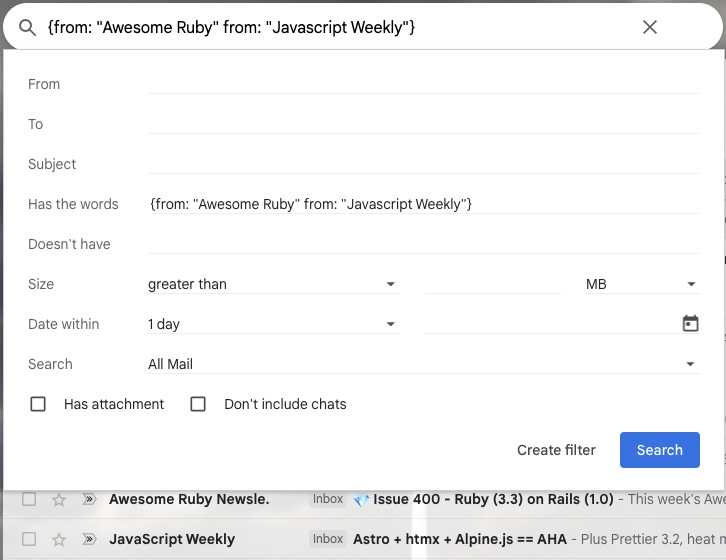 {from: "Awesome Ruby" from: "Javascript Weekly"}
From
To
Subject
Has the words {from: "Awesome Ruby" from: "Javascript Weekly"}
Doesn't have
Size greater than MB
Date within 1 day
Search All Mail
Has attachment Don't include chats
Create filter Search
Awesome Ruby Newsle. Inbox 💎 Issue 400 - Ruby (3.3) on Rails (1.0) - This week's Awe
JavaScript Weekly Inbox Astro + htmx + Alpine.js == AHA - Plus Prettier 3.2, heat m